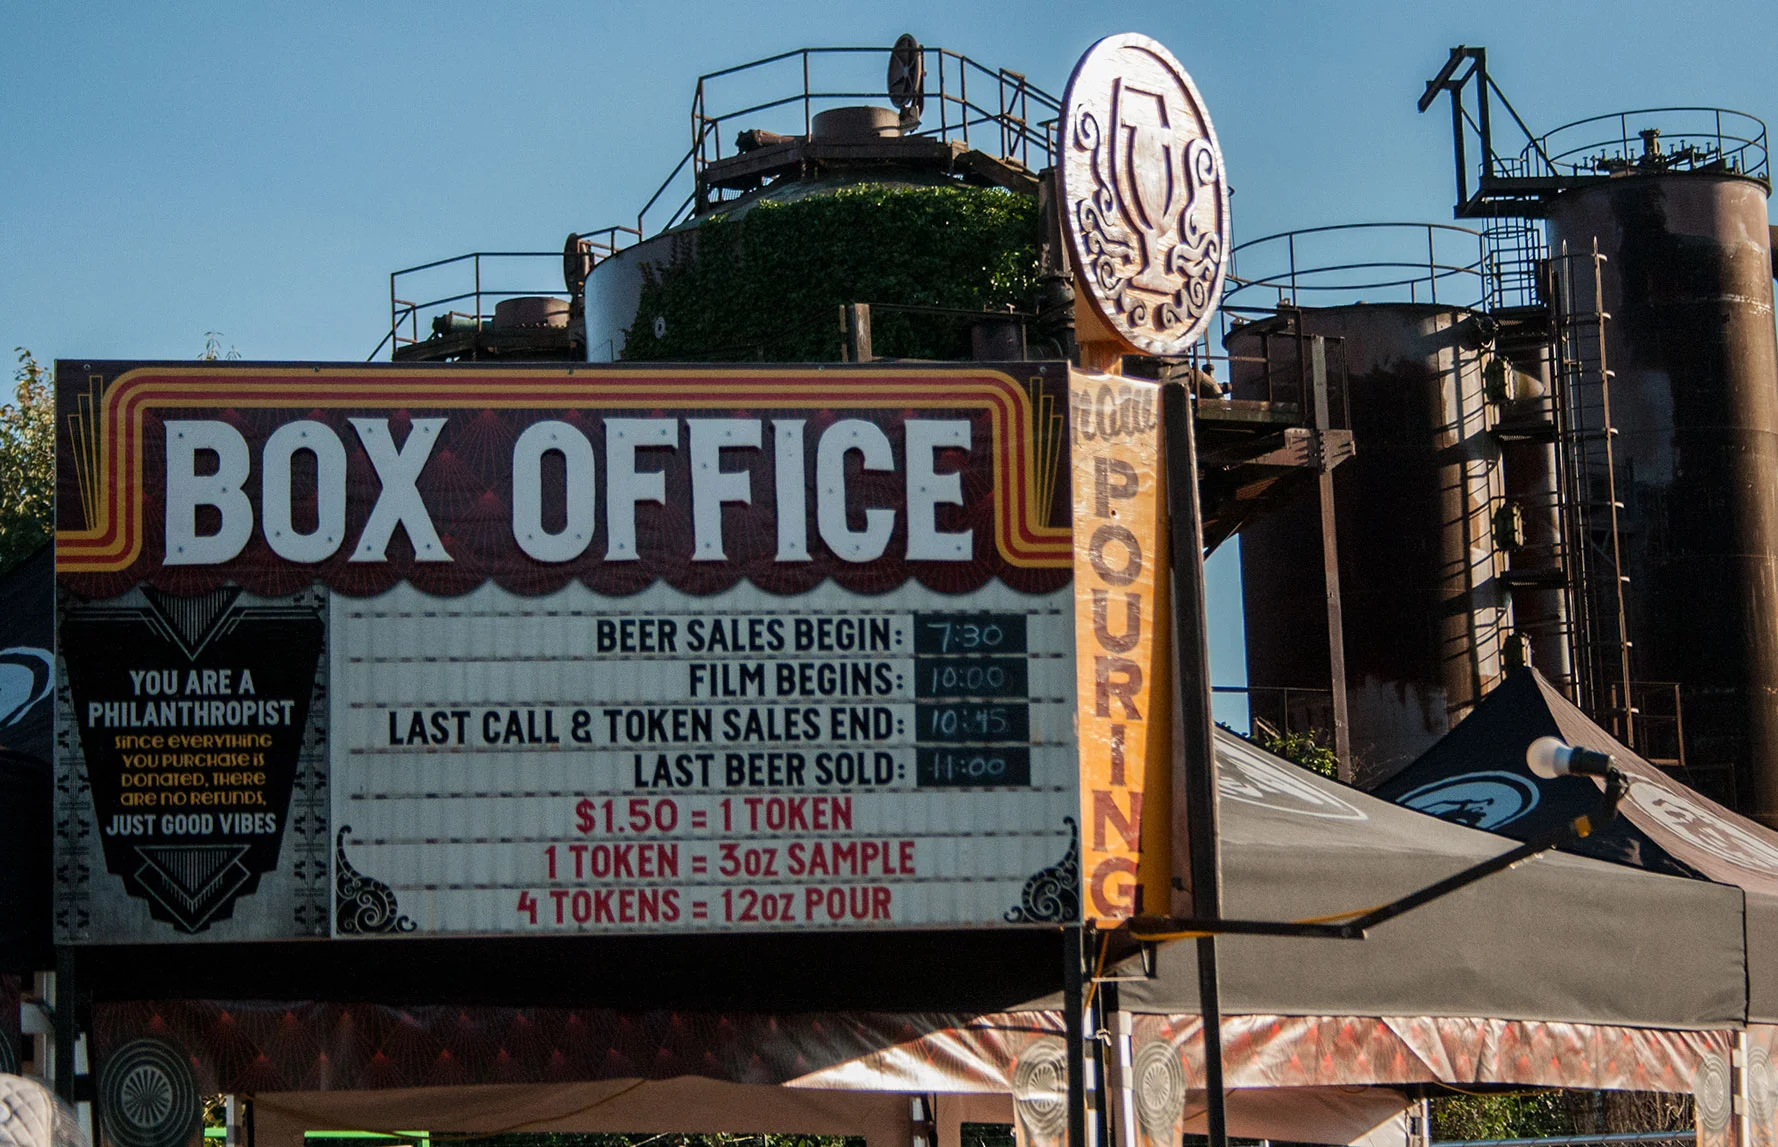 BOX OFFICE
YOU ARE A
PHILANTHROPIST
SINCE EVERYTHING
YOU PURCHASE IS
DONATED, THERE
ARE NO REFUNDS,
JUST GOOD VIBES
BEER SALES BEGIN: 7:30
FILM BEGINS: 10:00
LAST CALL & TOKEN SALES END: 10:45
LAST BEER SOLD: 11:00
$1.50 = 1 TOKEN
1 TOKEN = 3OZ SAMPLE
4 TOKENS = 12OZ POUR
now
POURING